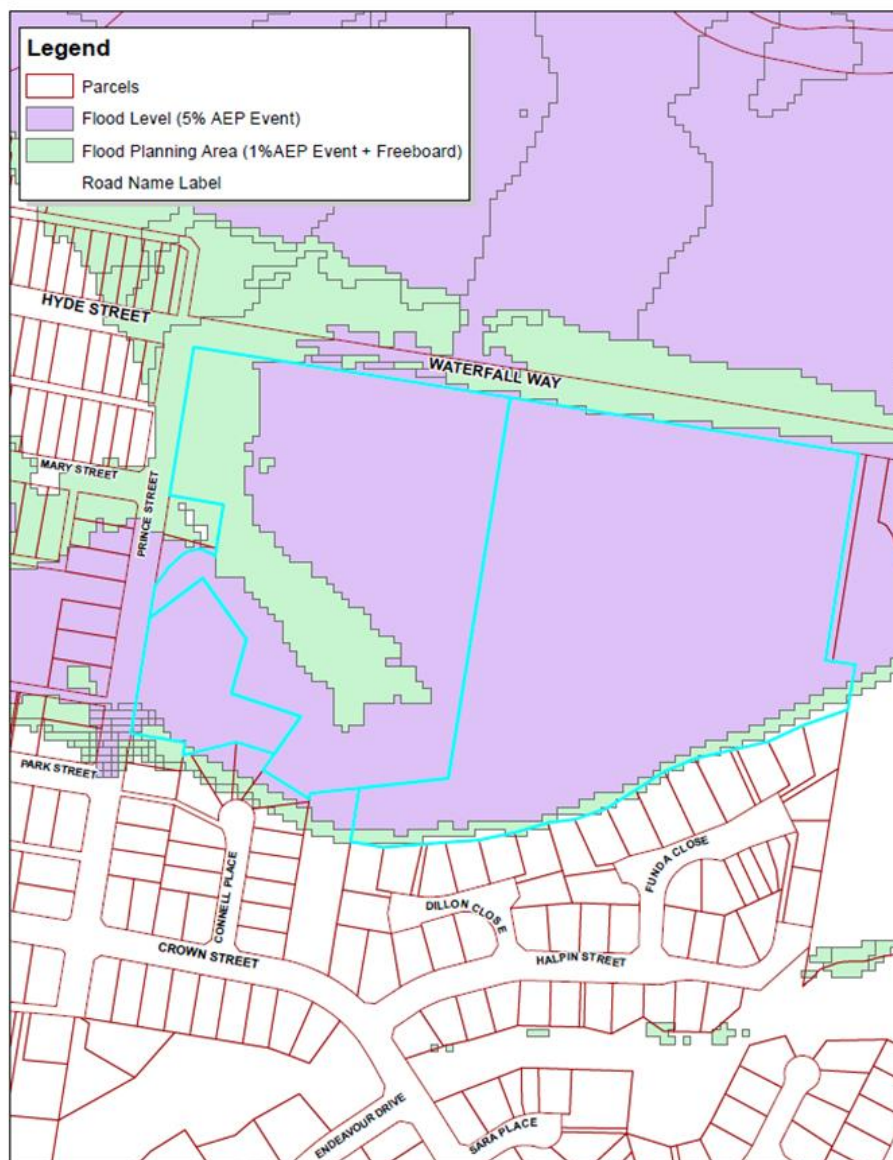 Legend
Parcels
Flood Level (5% AEP Event)
Flood Planning Area (1%AEP Event + Freeboard)
Road Name Label
HYDE STREET
WATERFALL WAY
MARY STREET
PRINCE STREET
PARK STREET
CONNELL PLACE
FUNDA CLOSE
DILLON CLOSE
CROWN STREET
HALPIN STREET
ENDEAVOUR DRIVE
SARA PLACE